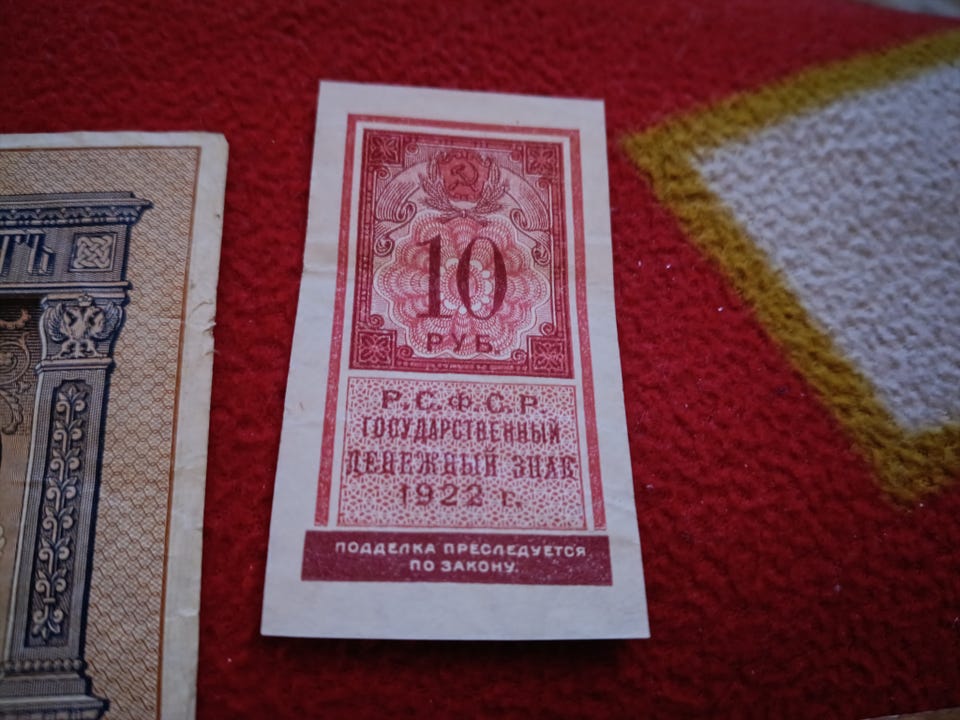 10
РУБ.
Р.С.Ф.С.Р.
ГОСУДАРСТВЕННЫЙ
ДЕНЕЖНЫЙ ЗНАК
1922 г.
ПОДДЕЛКА ПРЕСЛЕДУЕТСЯ
ПО ЗАКОНУ.